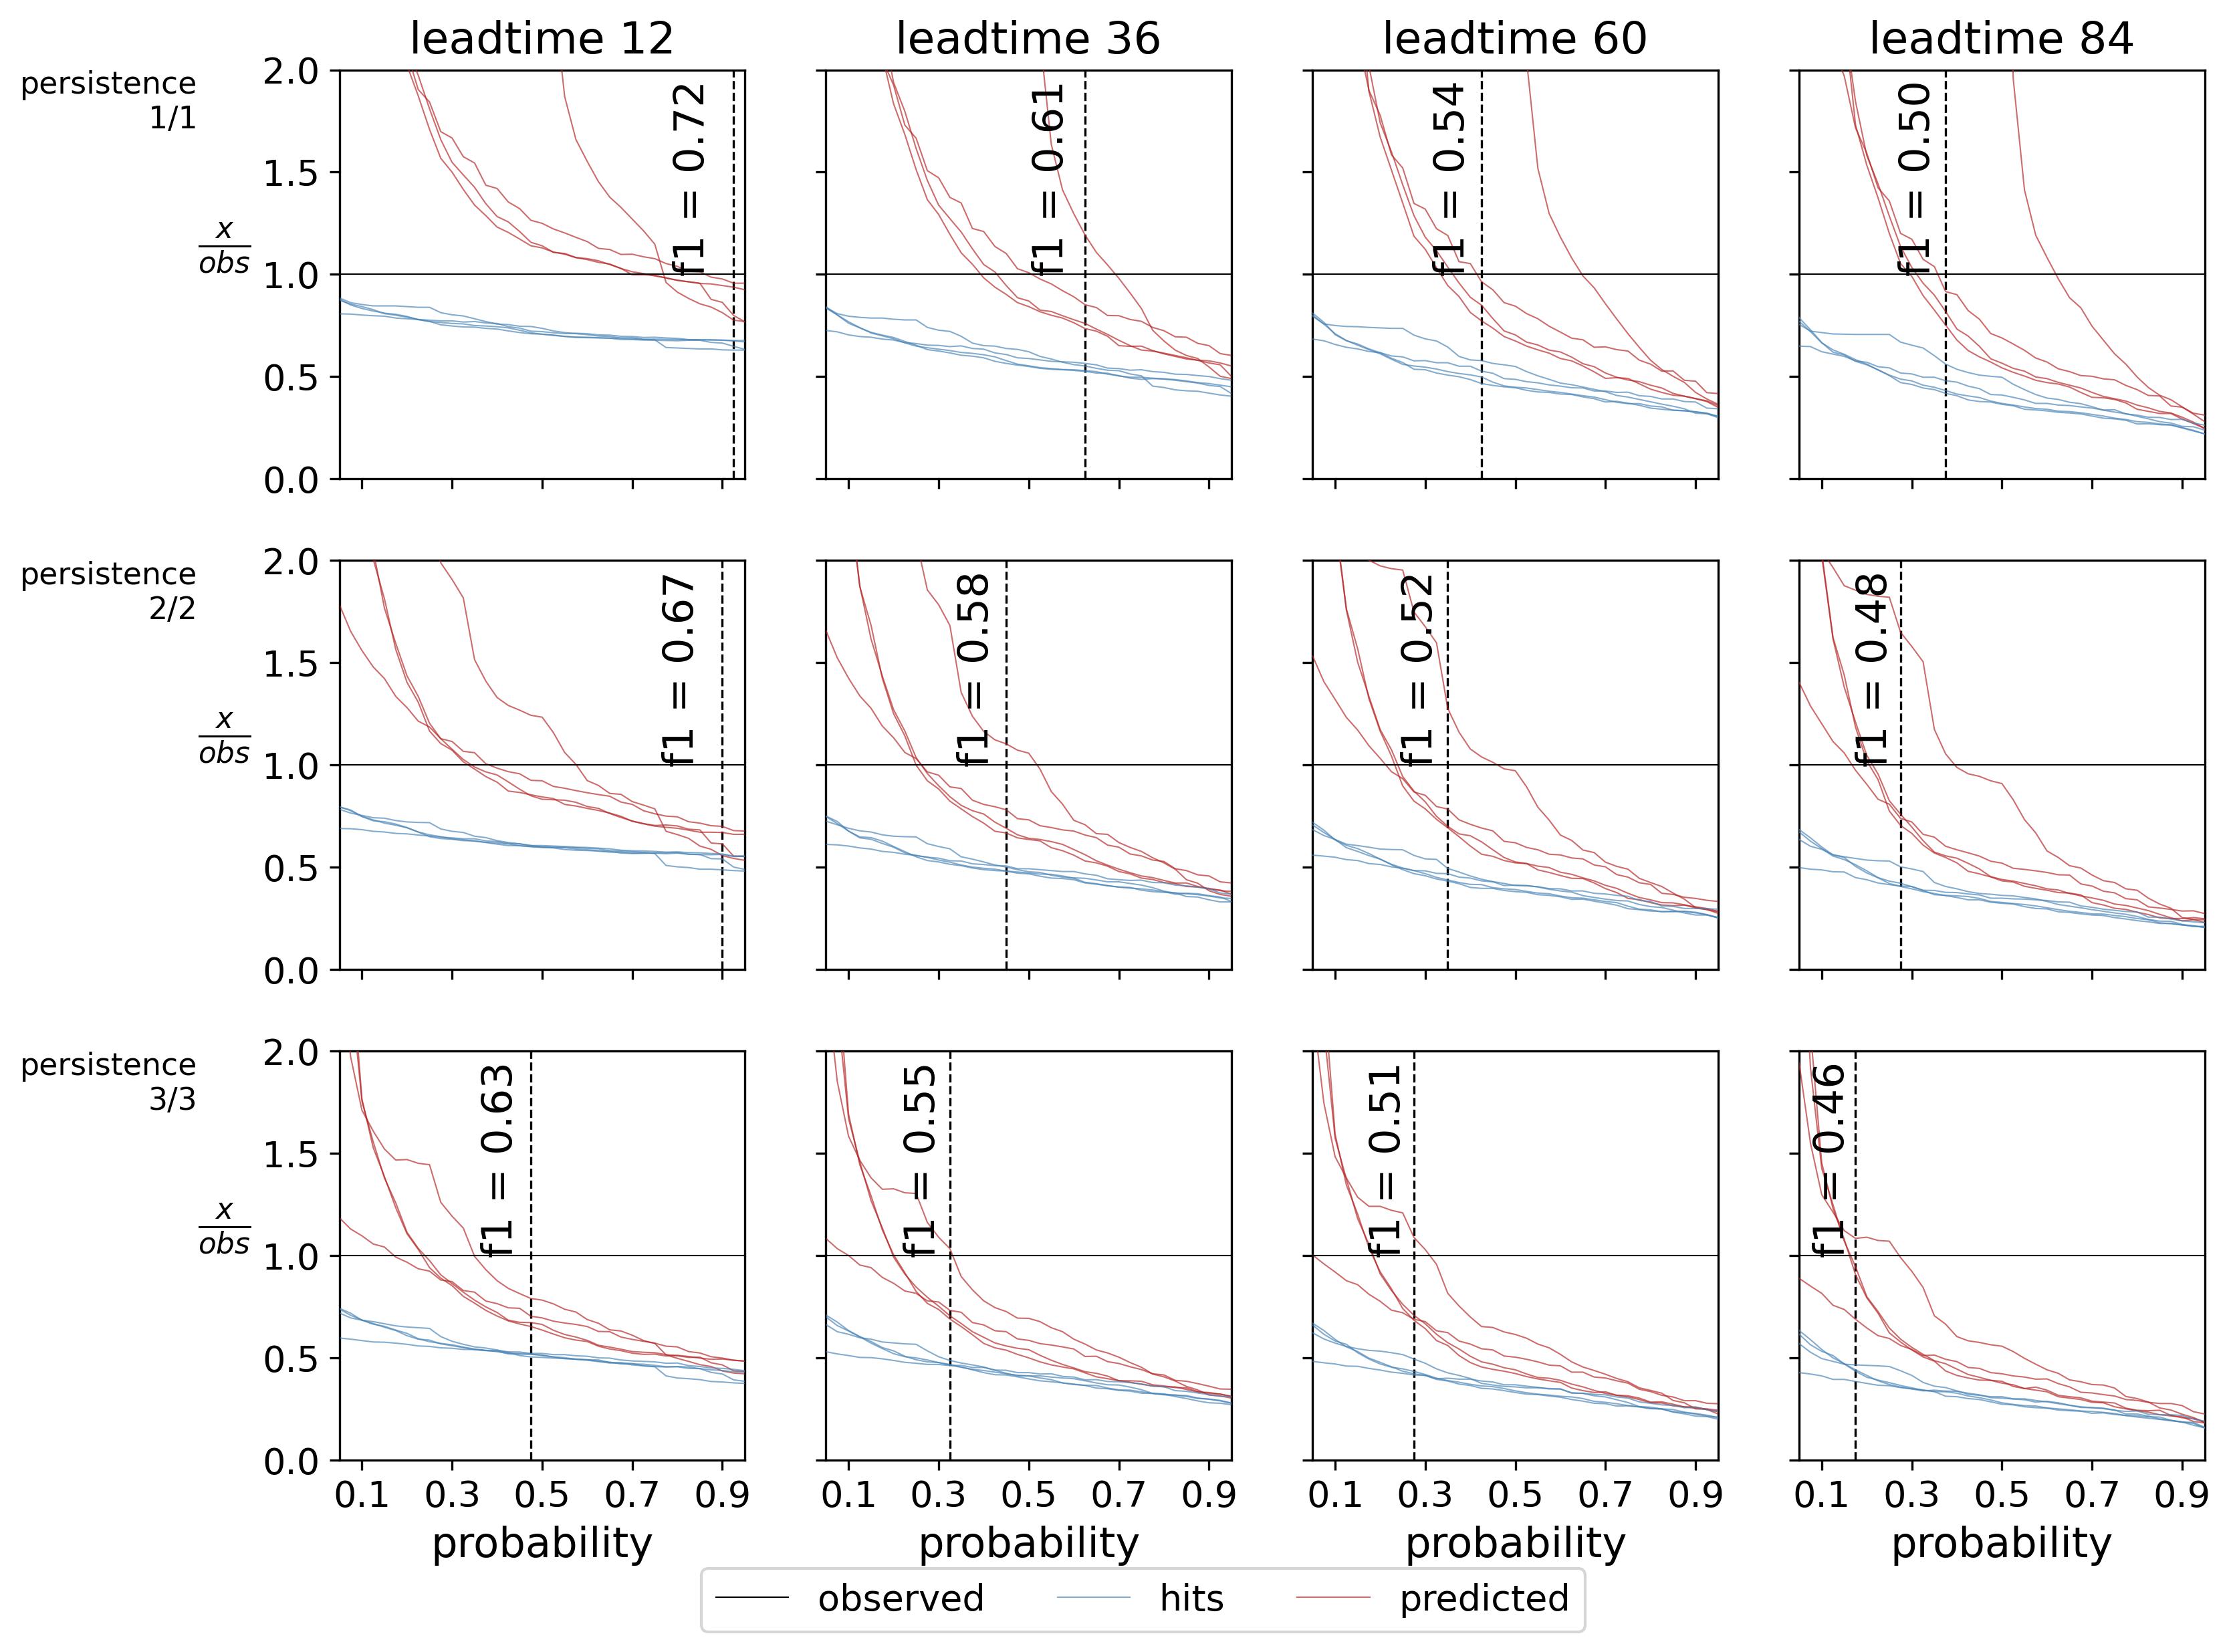 leadtime 12 leadtime 36 leadtime 60 leadtime 84
persistence
1/1
x
obs
2.0
1.5
1.0
0.5
0.0
f1 = 0.72
f1 = 0.61
f1 = 0.54
f1 = 0.50
persistence
2/2
x
obs
2.0
1.5
1.0
0.5
0.0
f1 = 0.67
f1 = 0.58
f1 = 0.52
f1 = 0.48
persistence
3/3
x
obs
2.0
1.5
1.0
0.5
0.0
f1 = 0.63
f1 = 0.55
f1 = 0.51
f1 = 0.46
0.1 0.3 0.5 0.7 0.9 0.1 0.3 0.5 0.7 0.9 0.1 0.3 0.5 0.7 0.9 0.1 0.3 0.5 0.7 0.9
probability probability probability probability
observed hits predicted